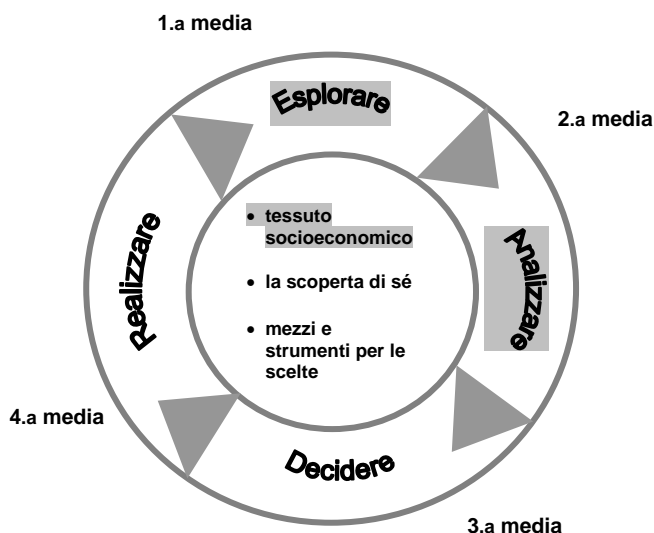 1.a media
Esplorare
2.a media
• tessuto
socioeconomico
• la scoperta di sé
• mezzi e
strumenti per le
scelte
Realizzare
Analizzare
4.a media
Decidere
3.a media